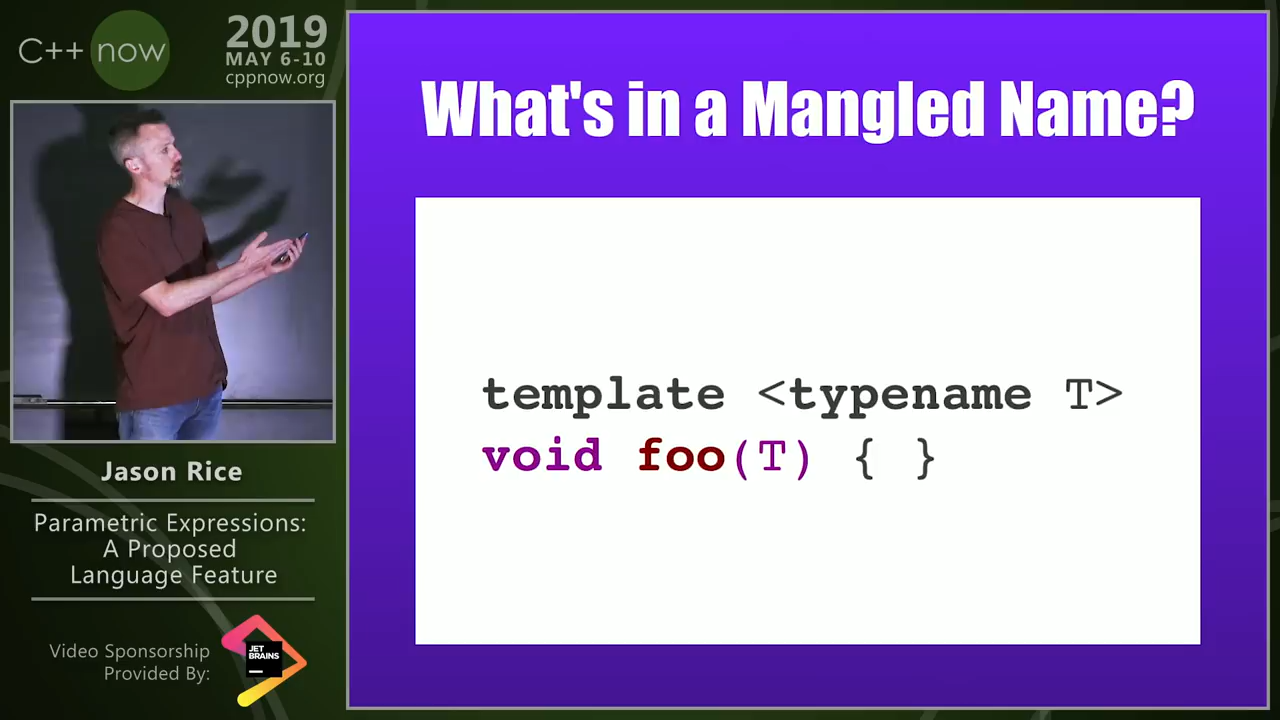 C++ now
2019
MAY 6-10
cppnow.org
What's in a Mangled Name?
template <typename T>
void foo(T) { }
Jason Rice
Parametric Expressions:
A Proposed
Language Feature
Video Sponsorship
Provided By:
JET
BRAINS